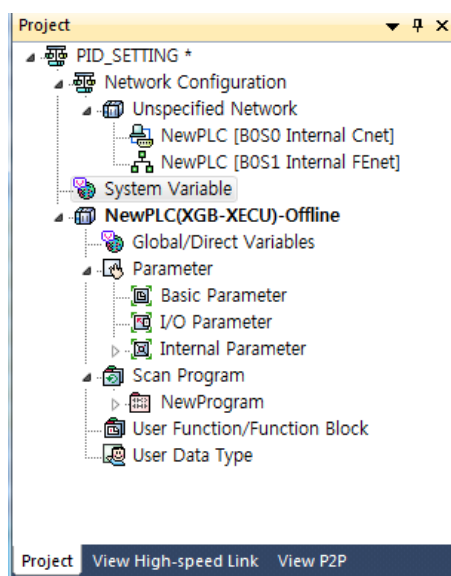 Project
PID_SETTING *
Network Configuration
Unspecified Network
NewPLC [B0S0 Internal Cnet]
NewPLC [B0S1 Internal FEnet]
System Variable
NewPLC(XGB-XECU)-Offline
Global/Direct Variables
Parameter
Basic Parameter
I/O Parameter
Internal Parameter
Scan Program
NewProgram
User Function/Function Block
User Data Type
Project View High-speed Link View P2P